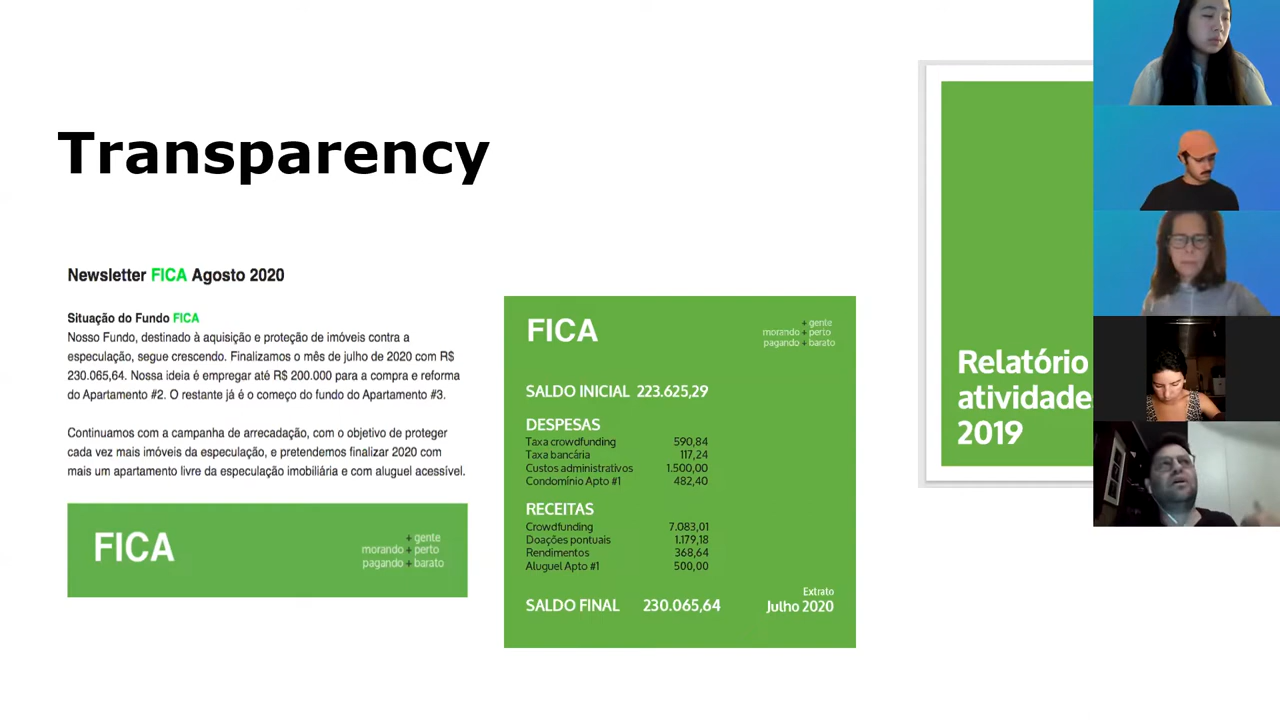 Transparency
Newsletter FICA Agosto 2020
Situação do Fundo FICA
Nosso Fundo, destinado à aquisição e proteção de imóveis contra a
especulação, segue crescendo. Finalizamos o mês de julho de 2020 com R$
230.065,64. Nossa ideia é empregar até R$ 200.000 para a compra e reforma
do Apartamento #2. O restante já é o começo do fundo do Apartamento #3.
Continuamos com a campanha de arrecadação, com o objetivo de proteger
cada vez mais imóveis da especulação, e pretendemos finalizar 2020 com
mais um apartamento livre da especulação imobiliária e com aluguel acessível.
FICA
+ gente
morando + perto
pagando + barato
FICA
+ gente
morando + perto
pagando + barato
SALDO INICIAL 223.625,29
DESPESAS
Taxa crowdfunding 590,84
Taxa bancária 117,24
Custos administrativos 1.500,00
Condomínio Apto #1 482,40
RECEITAS
Crowdfunding 7.083,01
Doações pontuais 1.179,18
Rendimentos 368,64
Aluguel Apto #1 500,00
SALDO FINAL 230.065,64
Extrato
Julho 2020
Relatório
atividade
2019